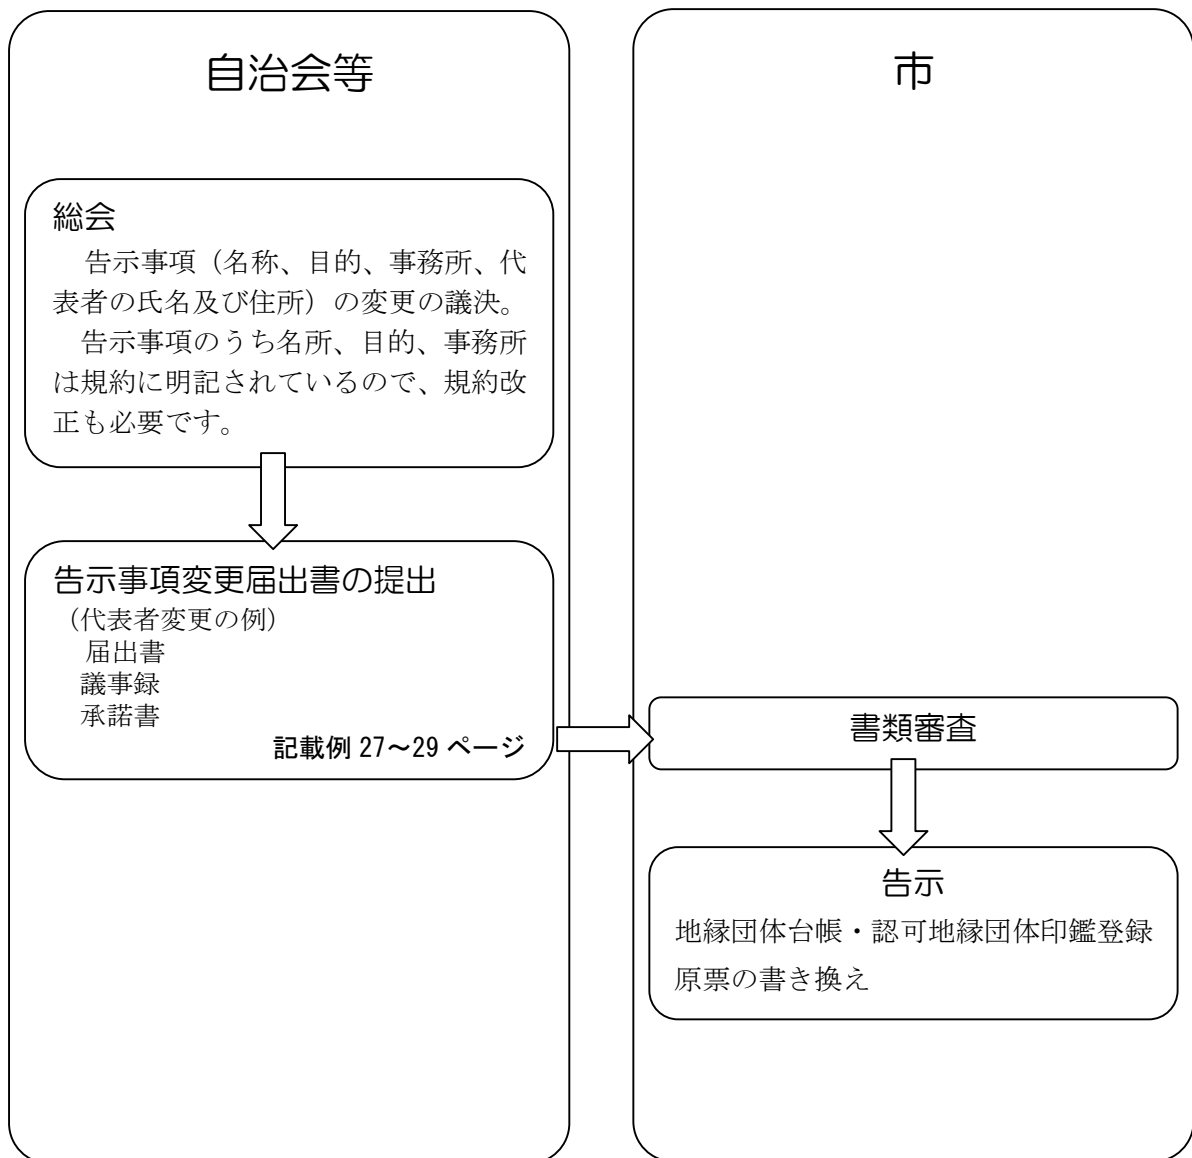 自治会等
総会
告示事項（名称、目的、事務所、代
表者の氏名及び住所）の変更の議決。
告示事項のうち名所、目的、事務所
は規約に明記されているので、規約改
正も必要です。
告示事項変更届出書の提出
（代表者変更の例）
届出書
議事録
承諾書
記載例 27～29 ページ
市
書類審査
告示
地縁団体台帳・認可地縁団体印鑑登録
原票の書き換え